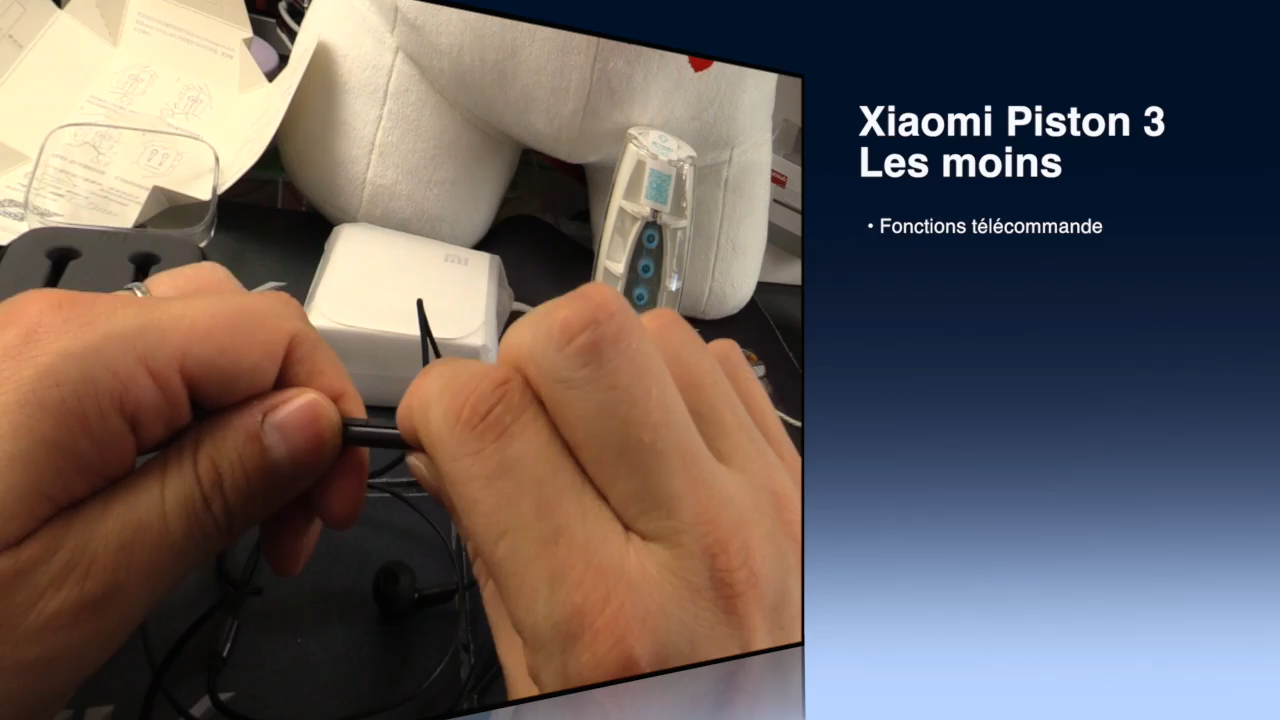 Xiaomi Piston 3
Les moins
• Fonctions télécommande